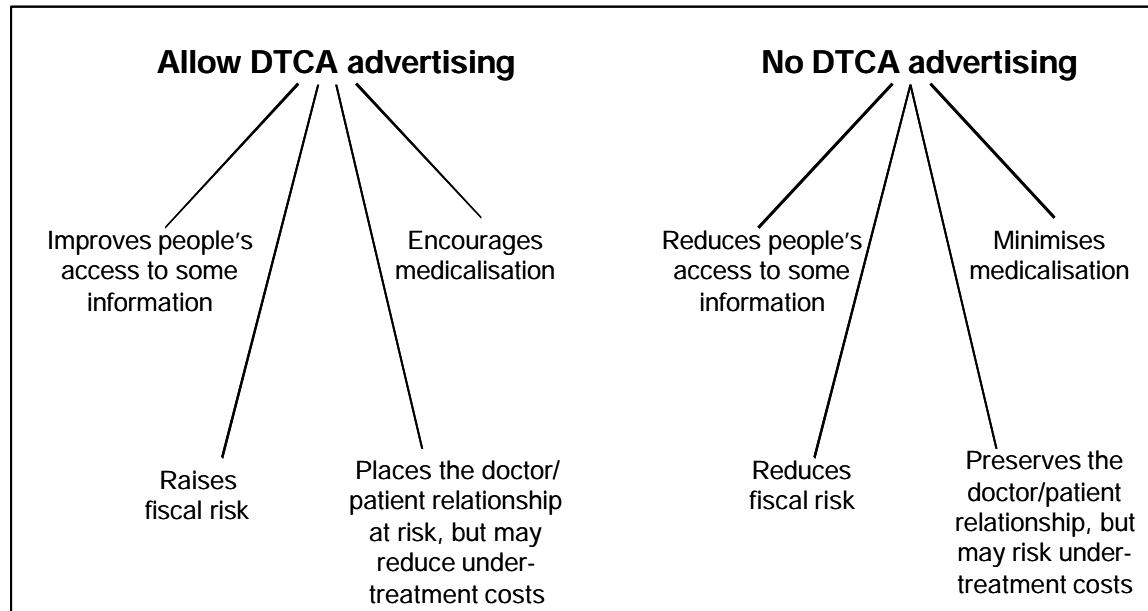 Allow DTCA advertising
Improves people's
access to some
information
Encourages
medicalisation
Raises
fiscal risk
Places the doctor/
patient relationship
at risk, but may
reduce under-
treatment costs
No DTCA advertising
Reduces people's
access to some
information
Minimises
medicalisation
Reduces
fiscal risk
Preserves the
doctor/patient
relationship, but
may risk under-
treatment costs